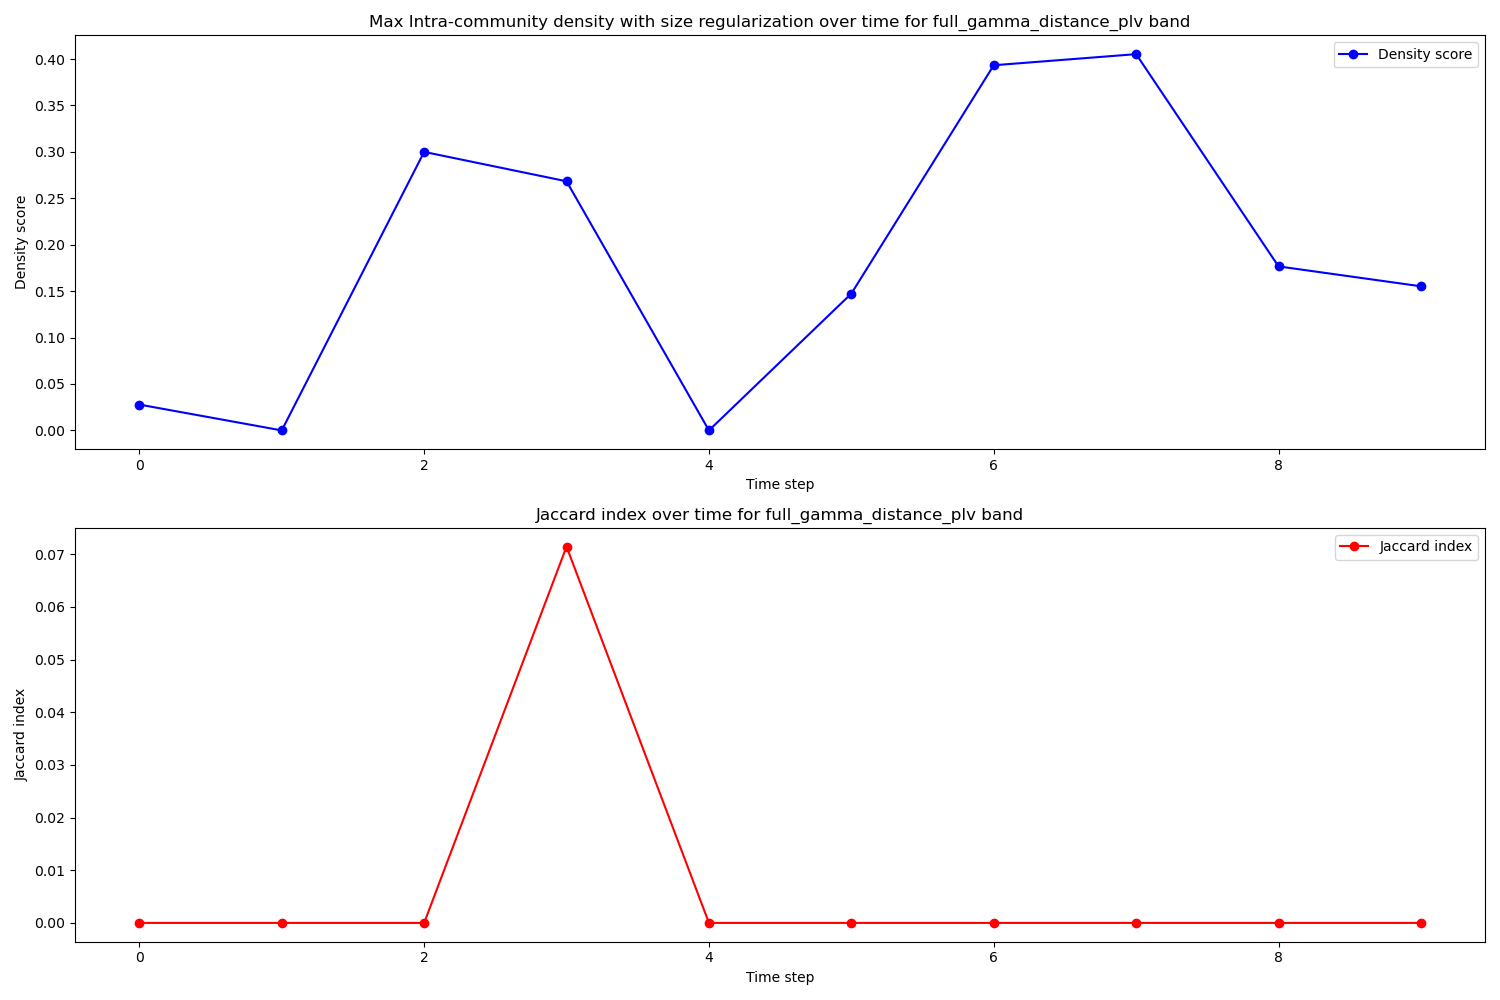 Max Intra-community density with size regularization over time for full_gamma_distance_plv band
Density score
0.40
0.35
0.30
0.25
0.20
0.15
0.10
0.05
0.00
Density score
0 2 4 6 8
Time step
Jaccard index over time for full_gamma_distance_plv band
Jaccard index
0.07
0.06
0.05
0.04
0.03
0.02
0.01
0.00
Jaccard index
0 2 4 6 8
Time step